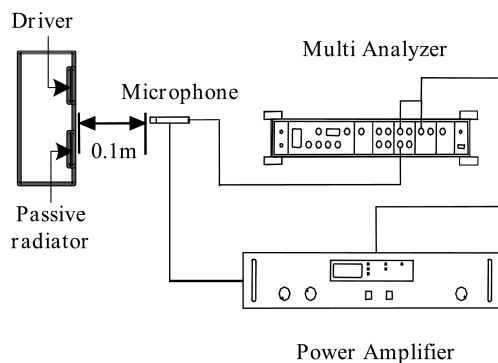 Driver
Multi Analyzer
Microphone
0.1m
Passive
radiator
Power Amplifier